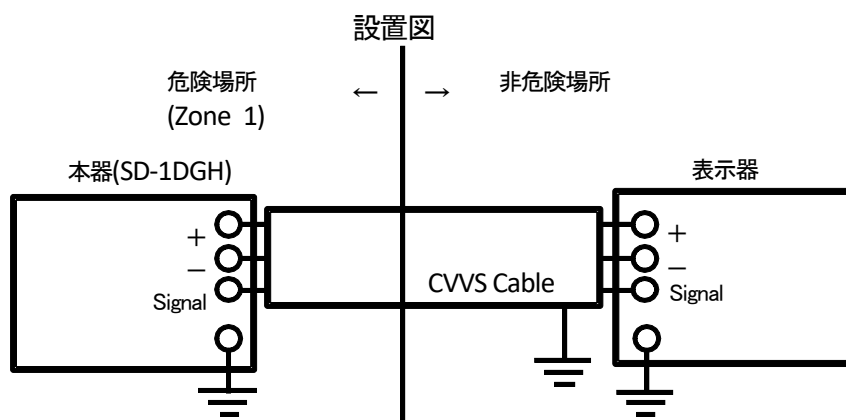 設置図
危険場所
(Zone 1)
← →
非危険場所
本器(SD-1DGH)
表示器
+
−
Signal
CVVS Cable
+
−
Signal